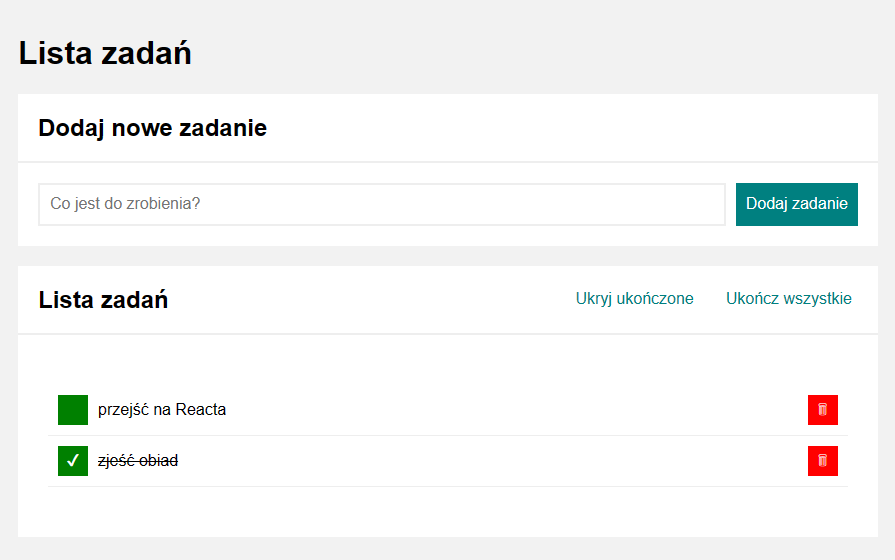 Lista zadań
Dodaj nowe zadanie
Co jest do zrobienia?
Dodaj zadanie
Lista zadań
Ukryj ukończone
Ukończ wszystkie
przejść na Reacta
zjeść obiad